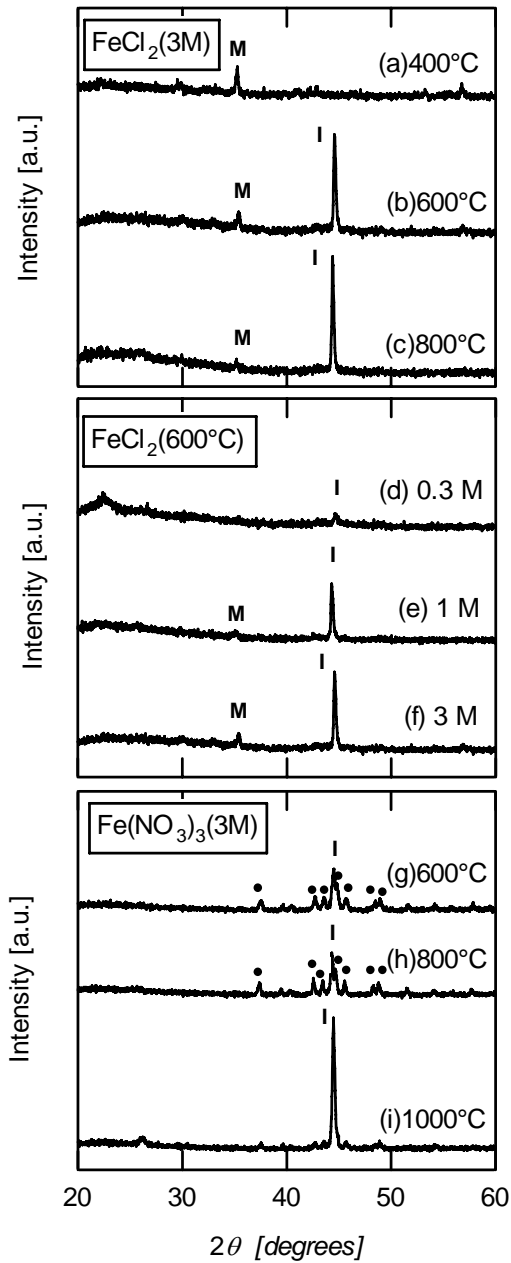 FeCl₂(3M)
M
(a)400°C
I
M
(b)600°C
I
M
(c)800°C
Intensity [a.u.]
FeCl₂(600°C)
I
(d) 0.3 M
I
M
(e) 1 M
I
M
(f) 3 M
Intensity [a.u.]
Fe(NO₃)₃(3M)
I
(g)600°C
I
(h)800°C
I
(i)1000°C
Intensity [a.u.]
20 30 40 50 60
2θ [degrees]